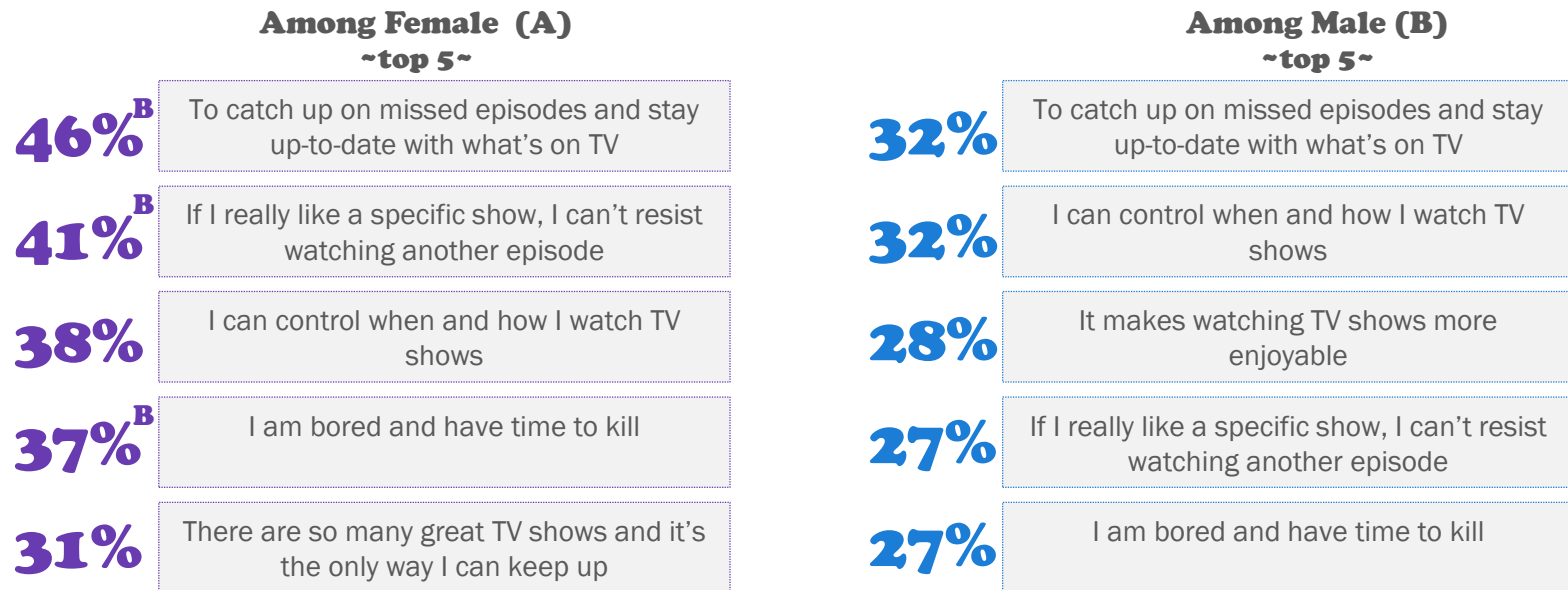 Among Female (A)
~top 5~
46%B
To catch up on missed episodes and stay
up-to-date with what's on TV
41%B
If I really like a specific show, I can't resist
watching another episode
38%
I can control when and how I watch TV
shows
37%B
I am bored and have time to kill
31%
There are so many great TV shows and it's
the only way I can keep up
Among Male (B)
~top 5~
32%
To catch up on missed episodes and stay
up-to-date with what's on TV
32%
I can control when and how I watch TV
shows
28%
It makes watching TV shows more
enjoyable
27%
If I really like a specific show, I can't resist
watching another episode
27%
I am bored and have time to kill